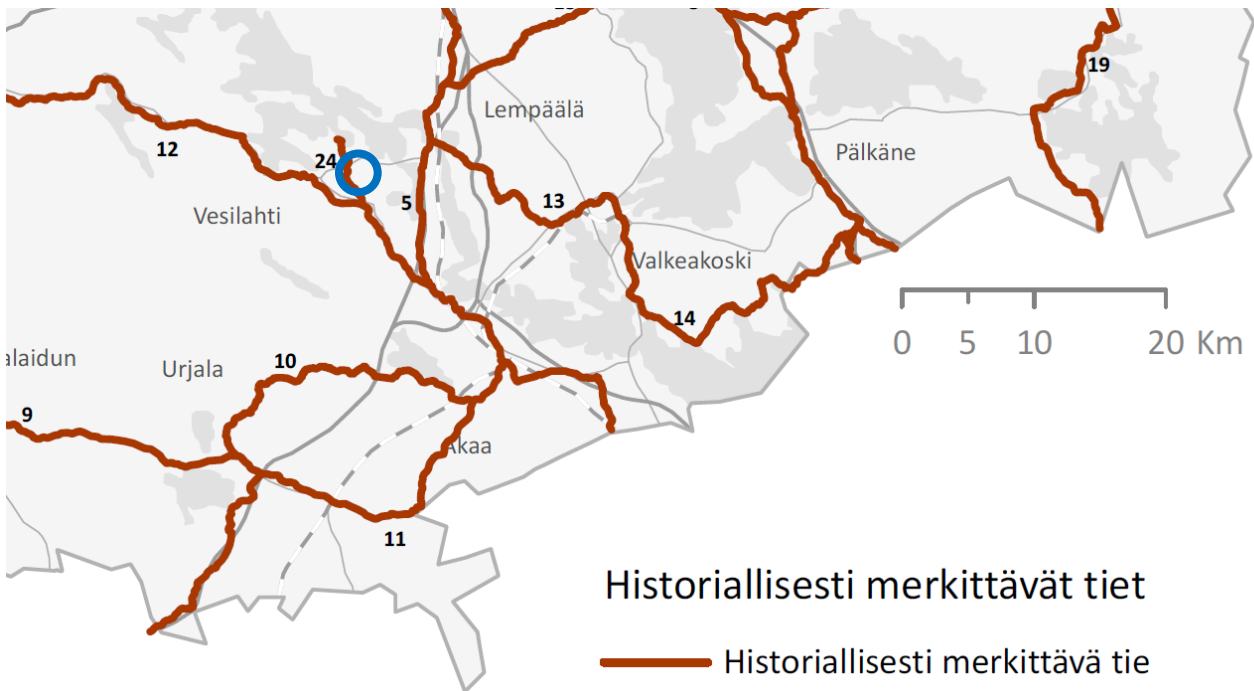 Lempäälä
19
12
24
Pälkäne
5
13
Vesilahti
Valkeakoski
14
0 5 10 20 Km
alaidun
Urjala
10
9
Akaa
11
Historiallisesti merkittävät tiet
Historiallisesti merkittävä tie